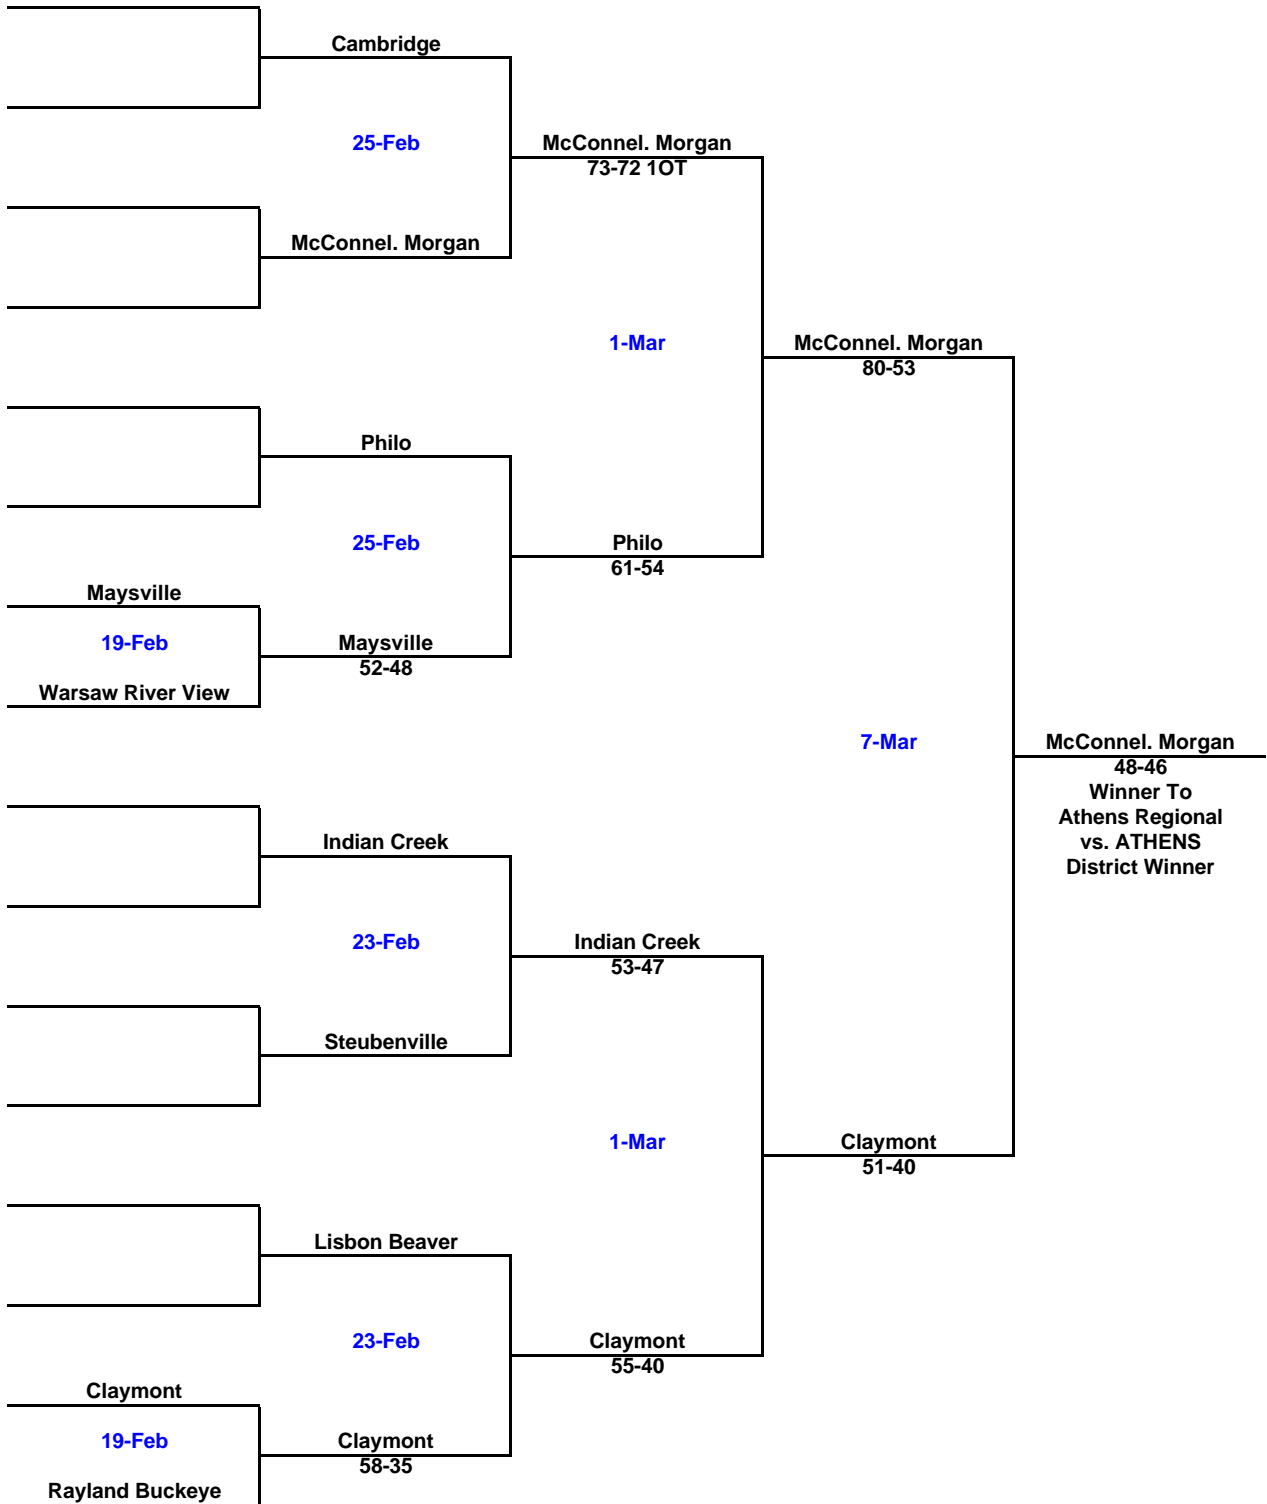 Cambridge
25-Feb
McConnel. Morgan
73-72 1OT
McConnel. Morgan
1-Mar
McConnel. Morgan
80-53
Philo
25-Feb
Philo
61-54
Maysville
19-Feb
Maysville
52-48
Warsaw River View
7-Mar
McConnel. Morgan
48-46
Winner To
Athens Regional
vs. ATHENS
District Winner
Indian Creek
23-Feb
Indian Creek
53-47
Steubenville
1-Mar
Claymont
51-40
Lisbon Beaver
23-Feb
Claymont
55-40
Claymont
19-Feb
Claymont
58-35
Rayland Buckeye